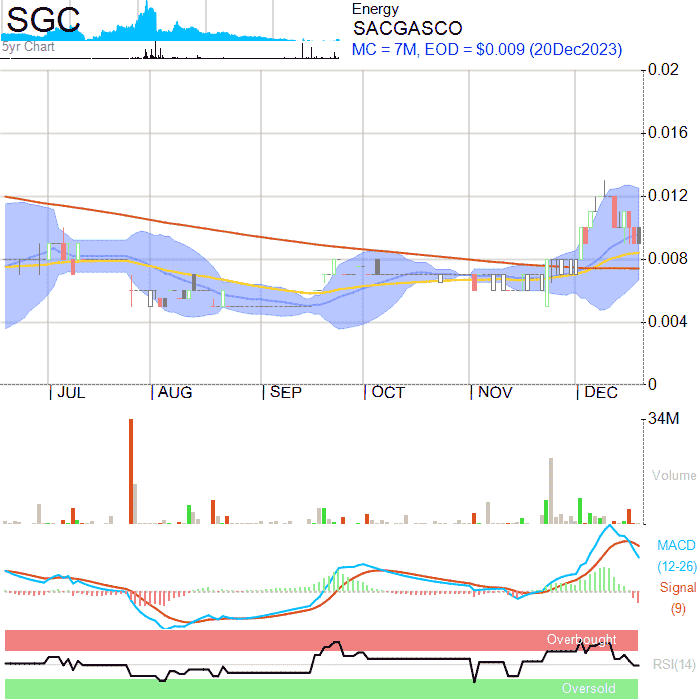 SGC
5yr Chart
Energy
SACGASCO
MC = 7M, EOD = $0.009 (20Dec2023)
0.02
0.016
0.012
0.008
0.004
0
JUL AUG SEP OCT NOV DEC
34M
Volume
MACD
(12-26)
Signal
(9)
Overbought
RSI(14)
Oversold